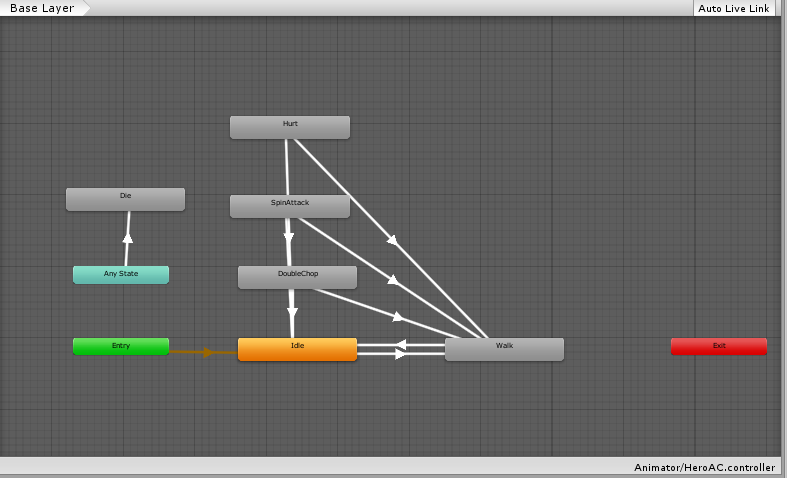 Base Layer
Auto Live Link
Hurt
Die
SpinAttack
Any State
DoubleChop
Entry
Idle
Walk
Exit
Animator/HeroAC.controller